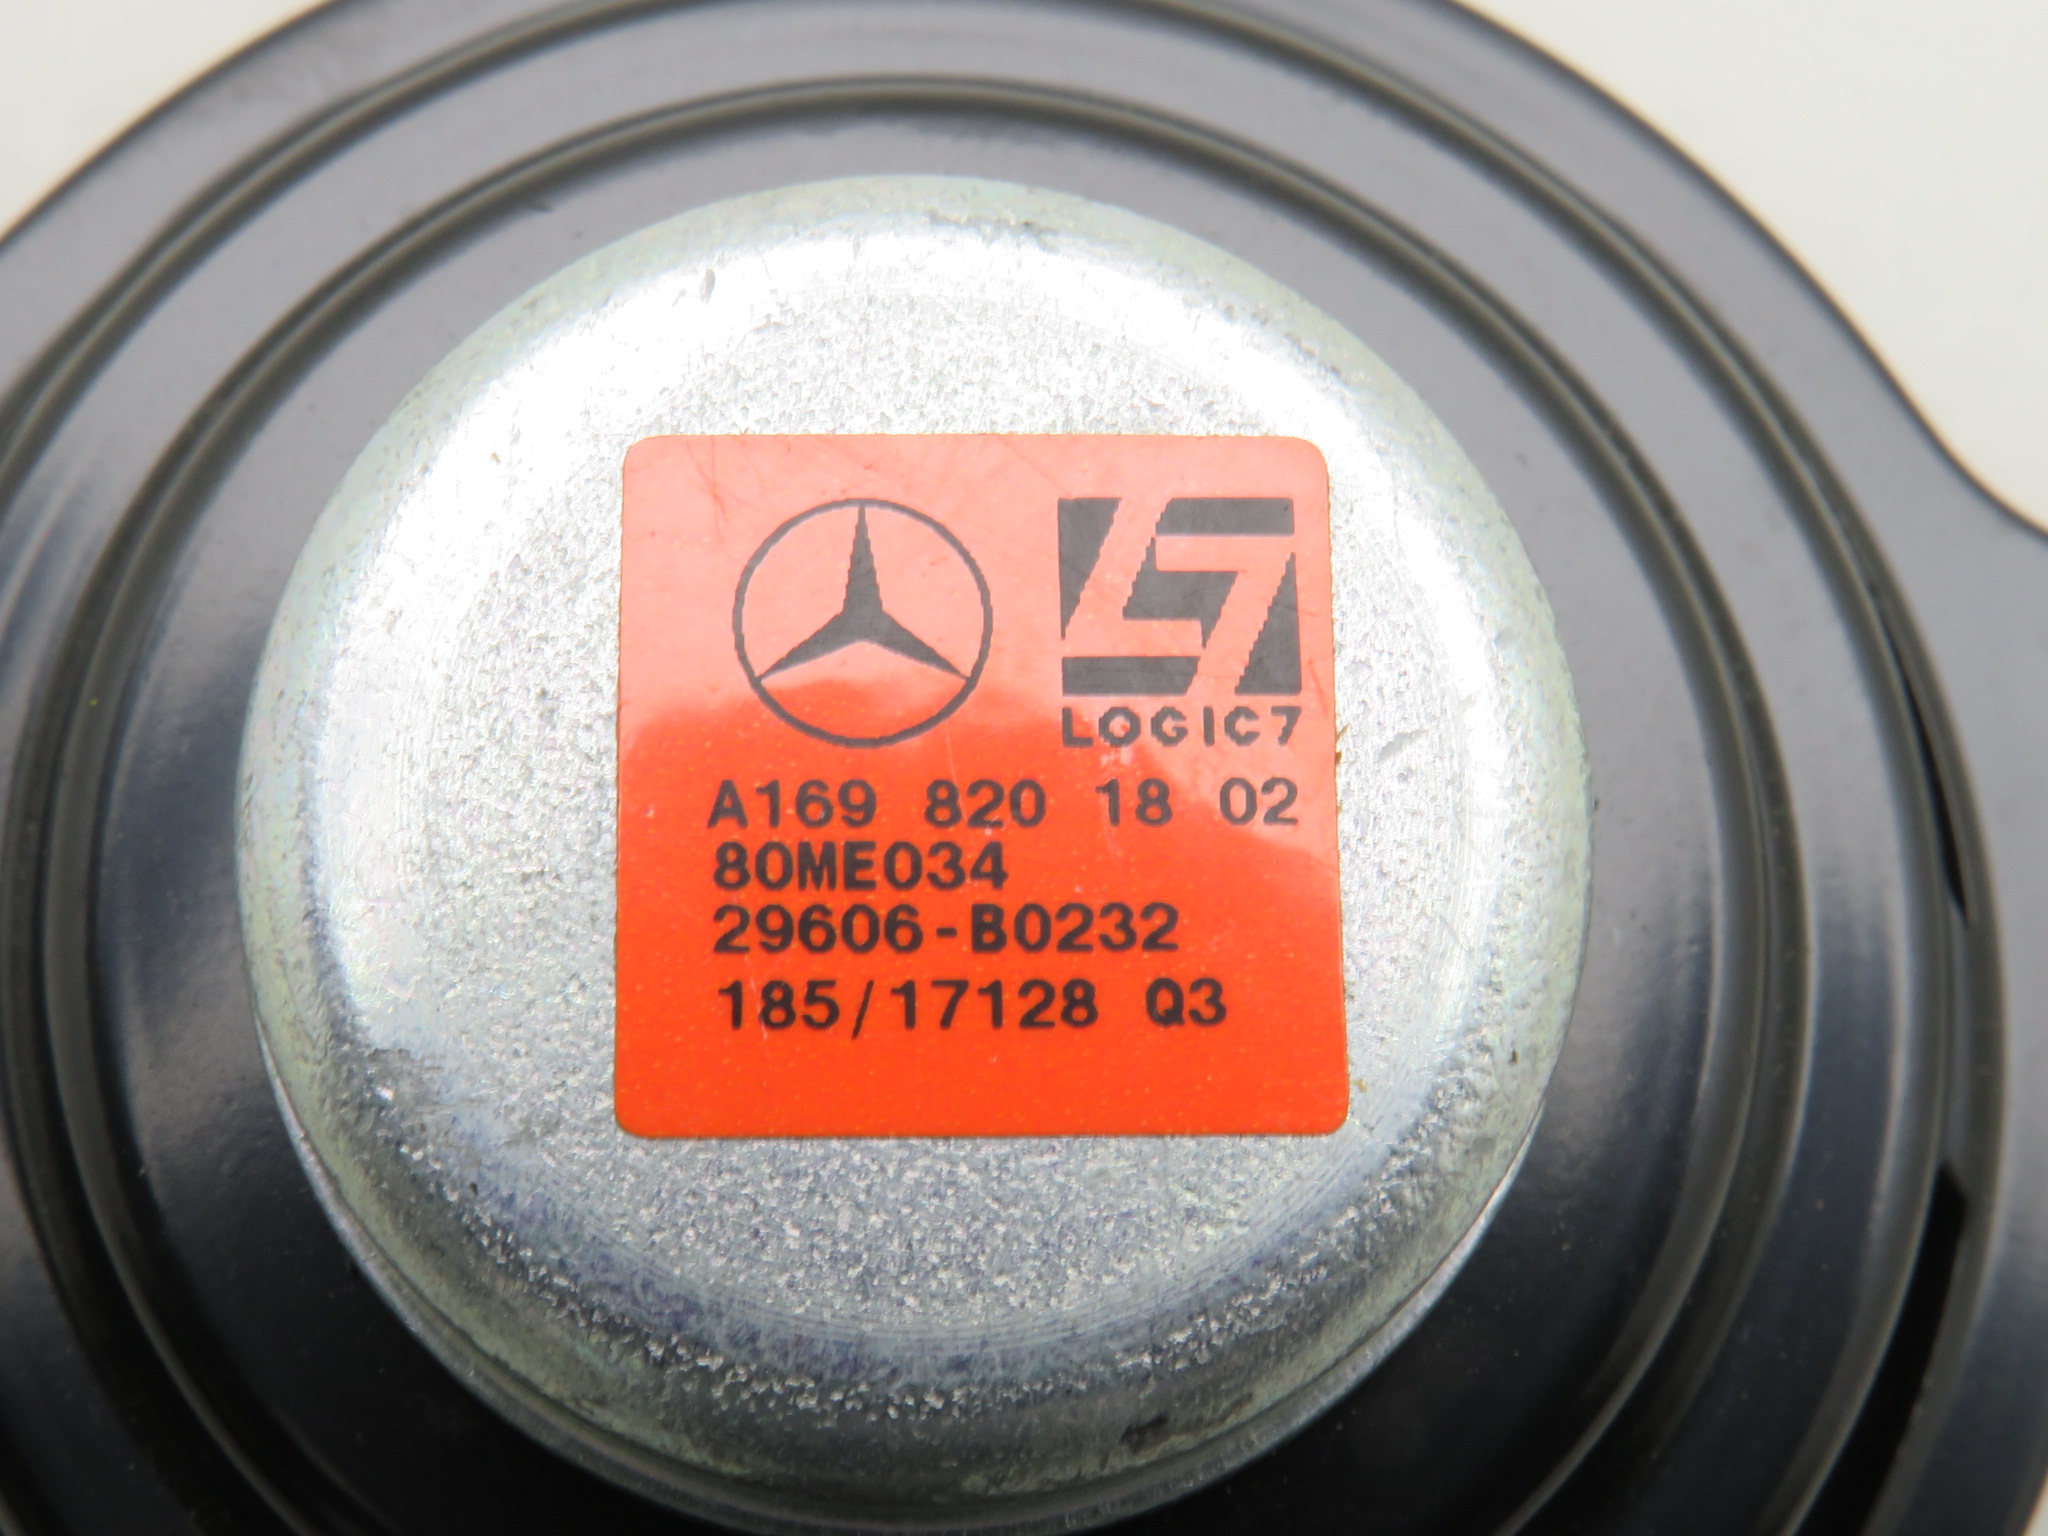 LOGIC7
A169 820 18 02
80ME034
29606-B0232
185/17128 Q3